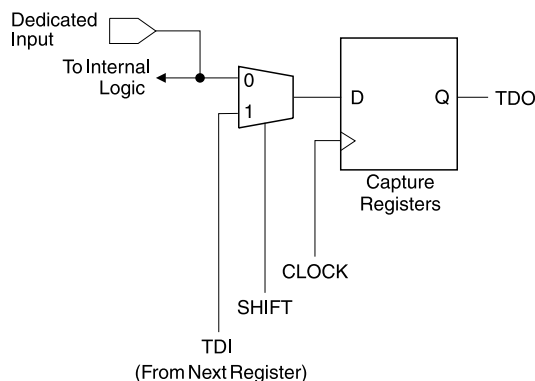 Dedicated
Input
To Internal
Logic
0
1
D
Q
TDO
Capture
Registers
CLOCK
SHIFT
TDI
(From Next Register)